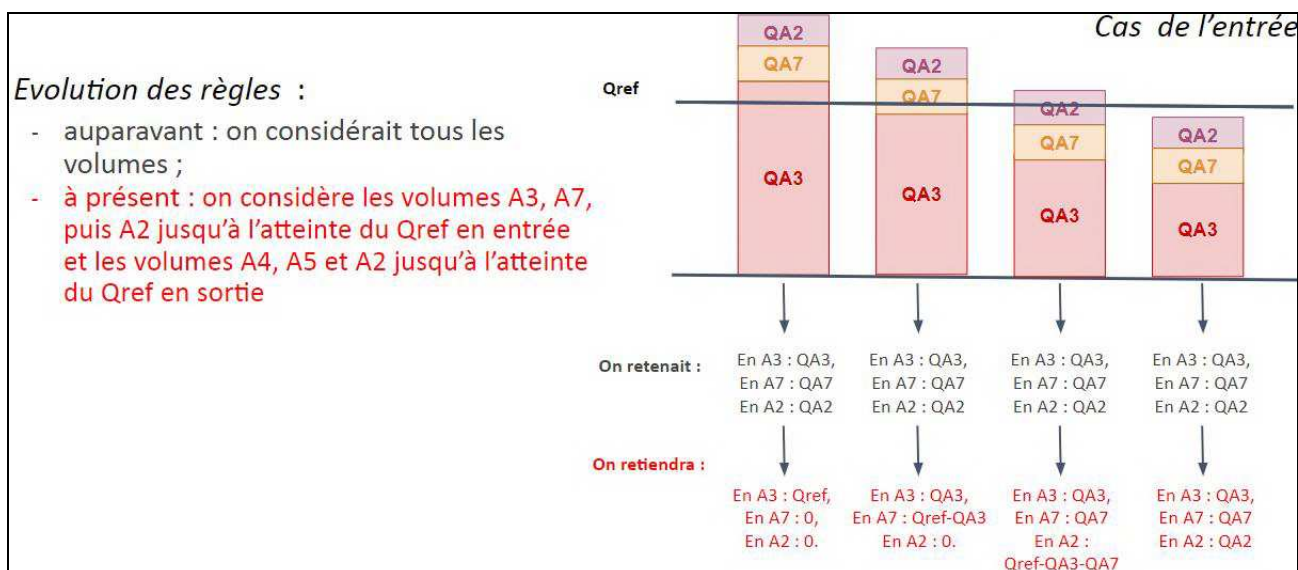 Cas de l'entrée
Evolution des règles :
- auparavant : on considérait tous les
volumes ;
- à présent : on considère les volumes A3, A7,
puis A2 jusqu'à l'atteinte du Qref en entrée
et les volumes A4, A5 et A2 jusqu'à l'atteinte
du Qref en sortie
Qref
QA2
QA7
QA3
QA2
QA7
QA3
QA2
QA7
QA3
QA2
QA7
QA3
On retenait :
En A3 : QA3,
En A7 : QA7
En A2 : QA2
En A3 : QA3,
En A7 : QA7
En A2 : QA2
En A3 : QA3,
En A7 : QA7
En A2 : QA2
En A3 : QA3,
En A7 : QA7
En A2 : QA2
On retiendra :
En A3 : Qref,
En A7 : 0,
En A2 : 0.
En A3 : QA3,
En A7 : Qref-QA3
En A2 : 0.
En A3 : QA3,
En A7 : QA7
En A2 :
Qref-QA3-QA7
En A3 : QA3,
En A7 : QA7
En A2 : QA2